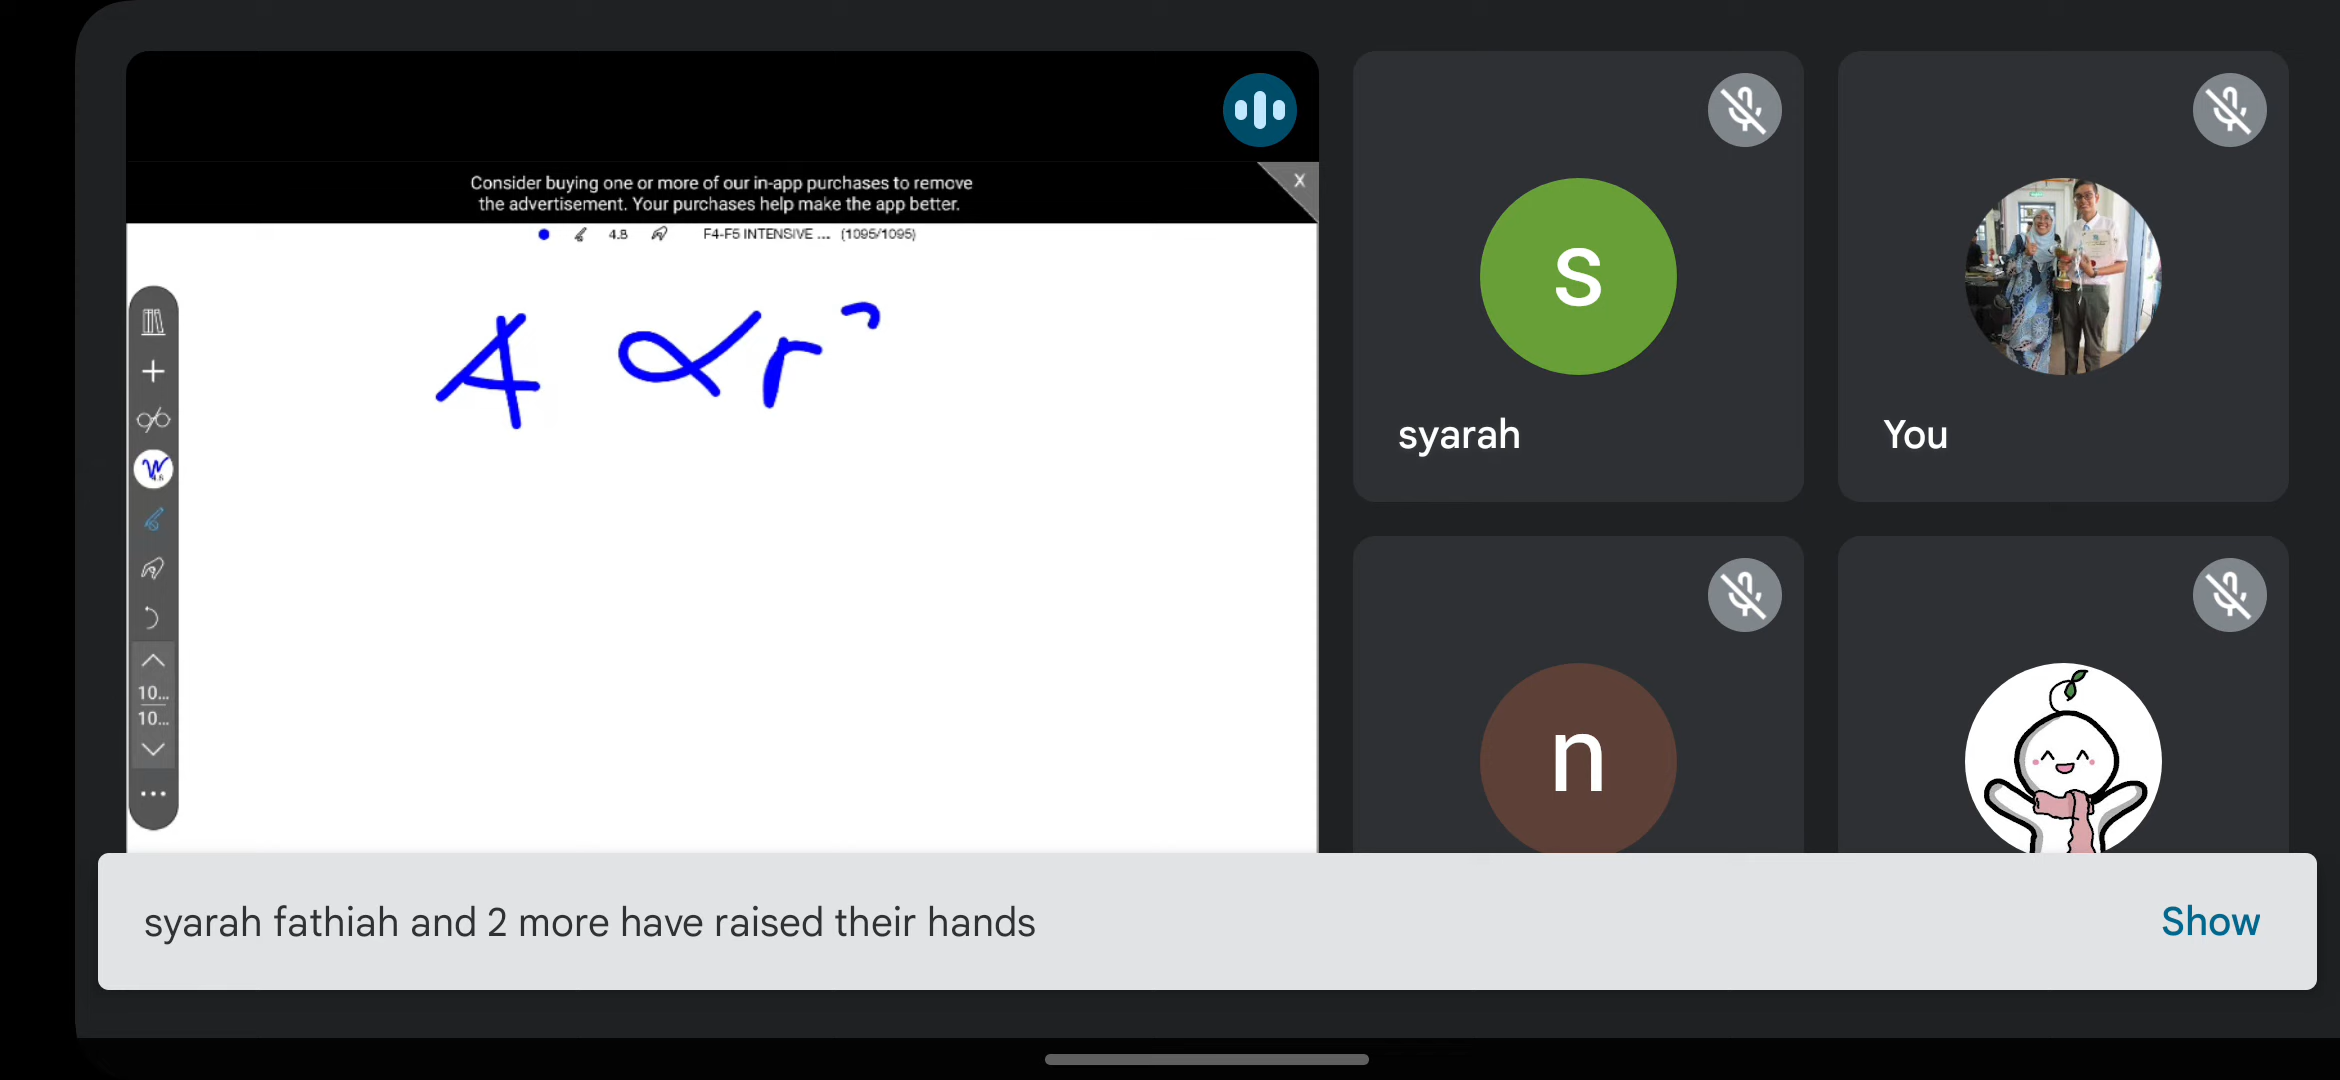 Consider buying one or more of our in-app purchases to remove
the advertisement. Your purchases help make the app better.
X
4.8 F4-F5 INTENSIVE ... (1095/1095)
A ∝ r
W
4.8
10...
10...
S
syarah
You
n
syarah fathiah and 2 more have raised their hands
Show